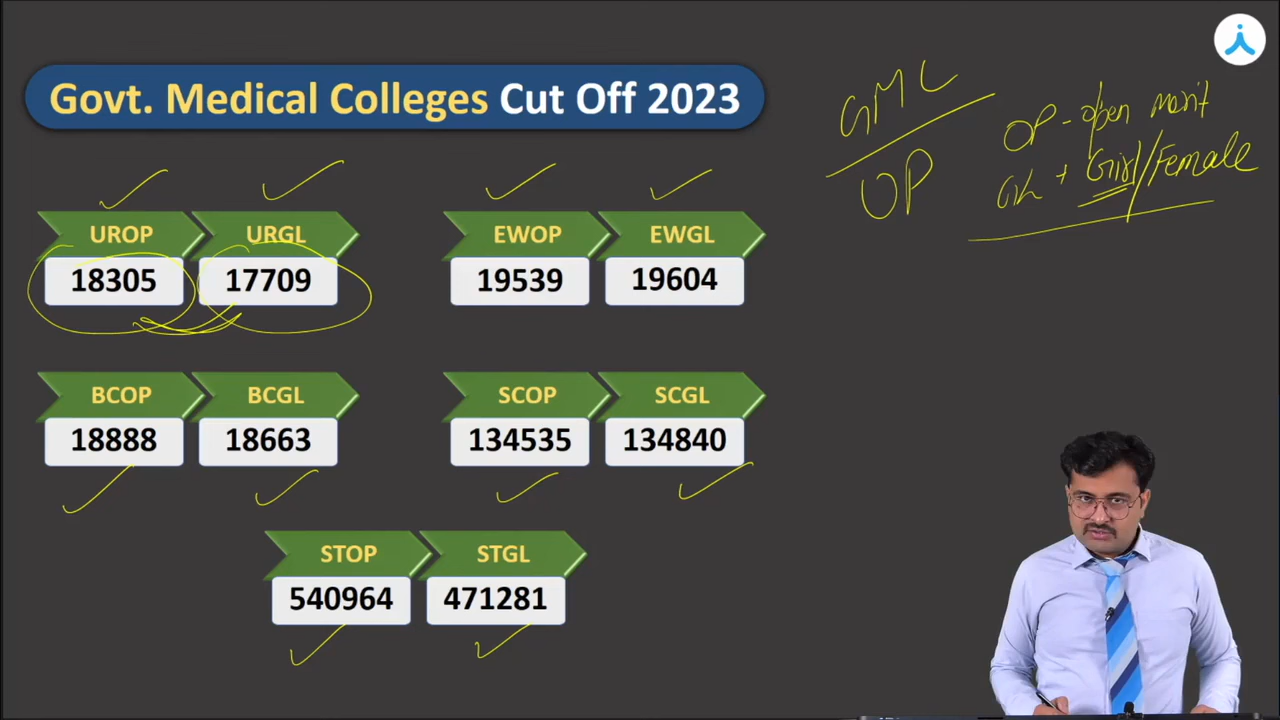 Govt. Medical Colleges Cut Off 2023
GMC
OP
OP - open merit
GL + Girl/Female
UROP URGL EWOP EWGL
18305 17709 19539 19604
BCOP BCGL SCOP SCGL
18888 18663 134535 134840
STOP STGL
540964 471281